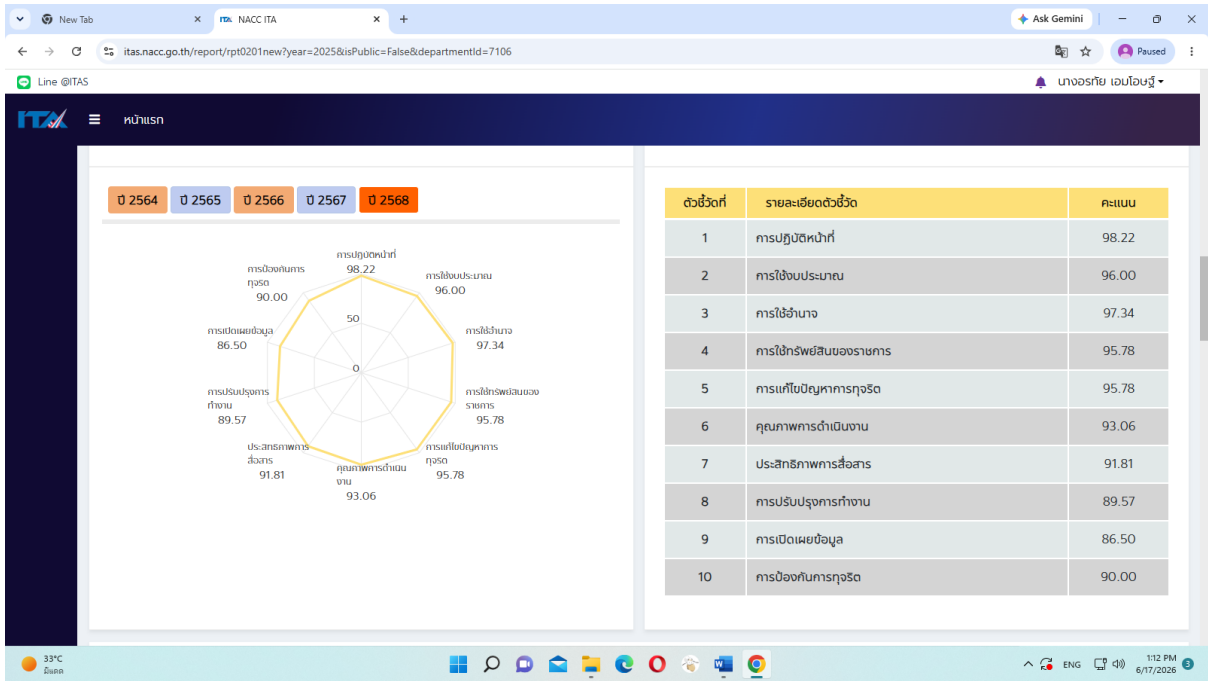 New Tab
NACC ITA
Ask Gemini
itas.nacc.go.th/report/rpt0201new?year=2025&isPublic=False&departmentId=7106
Paused
Line @ITAS
นางอรทัย เอมโอษฐ์
ITA
หน้าแรก
ปี 2564 ปี 2565 ปี 2566 ปี 2567 ปี 2568
การปฏิบัติหน้าที่
98.22
การใช้งบประมาณ
96.00
การใช้อำนาจ
97.34
การใช้ทรัพย์สินของ
ราชการ
95.78
การแก้ไขปัญหาการ
ทุจริต
95.78
คุณภาพการดำเนิน
งาน
93.06
ประสิทธิภาพการ
สื่อสาร
91.81
การปรับปรุงการ
ทำงาน
89.57
การเปิดเผยข้อมูล
86.50
การป้องกันการ
ทุจริต
90.00
50
0
ตัวชี้วัดที่ รายละเอียดตัวชี้วัด คะแนน
1 การปฏิบัติหน้าที่ 98.22
2 การใช้งบประมาณ 96.00
3 การใช้อำนาจ 97.34
4 การใช้ทรัพย์สินของราชการ 95.78
5 การแก้ไขปัญหาการทุจริต 95.78
6 คุณภาพการดำเนินงาน 93.06
7 ประสิทธิภาพการสื่อสาร 91.81
8 การปรับปรุงการทำงาน 89.57
9 การเปิดเผยข้อมูล 86.50
10 การป้องกันการทุจริต 90.00
33°C
มีแดด
ENG
1:12 PM
6/17/2026
3